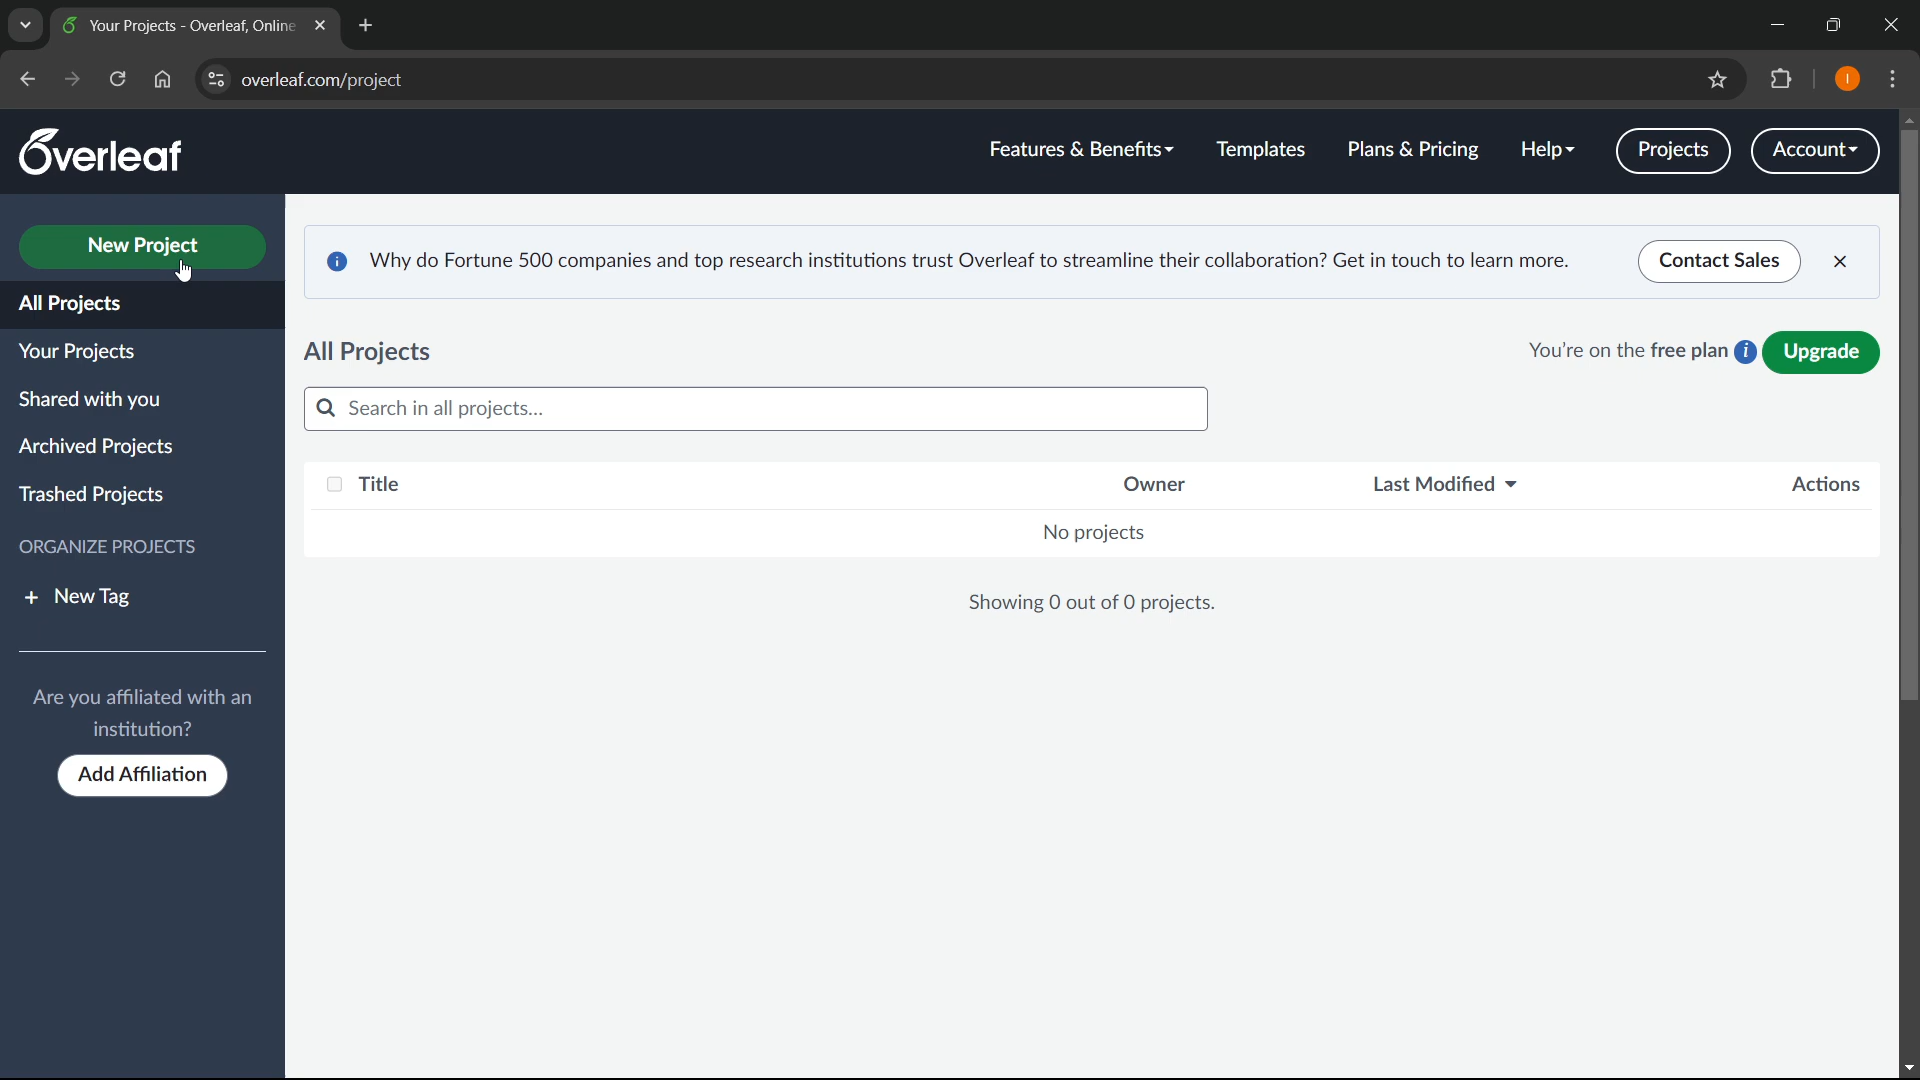 Your Projects - Overleaf, Online
overleaf.com/project
I
Overleaf
Features & Benefits
Templates
Plans & Pricing
Help
Projects
Account
New Project
All Projects
Your Projects
Shared with you
Archived Projects
Trashed Projects
ORGANIZE PROJECTS
+ New Tag
Are you affiliated with an
institution?
Add Affiliation
Why do Fortune 500 companies and top research institutions trust Overleaf to streamline their collaboration? Get in touch to learn more.
Contact Sales
All Projects
You're on the free plan
Upgrade
Search in all projects...
Title
Owner
Last Modified
Actions
No projects
Showing 0 out of 0 projects.